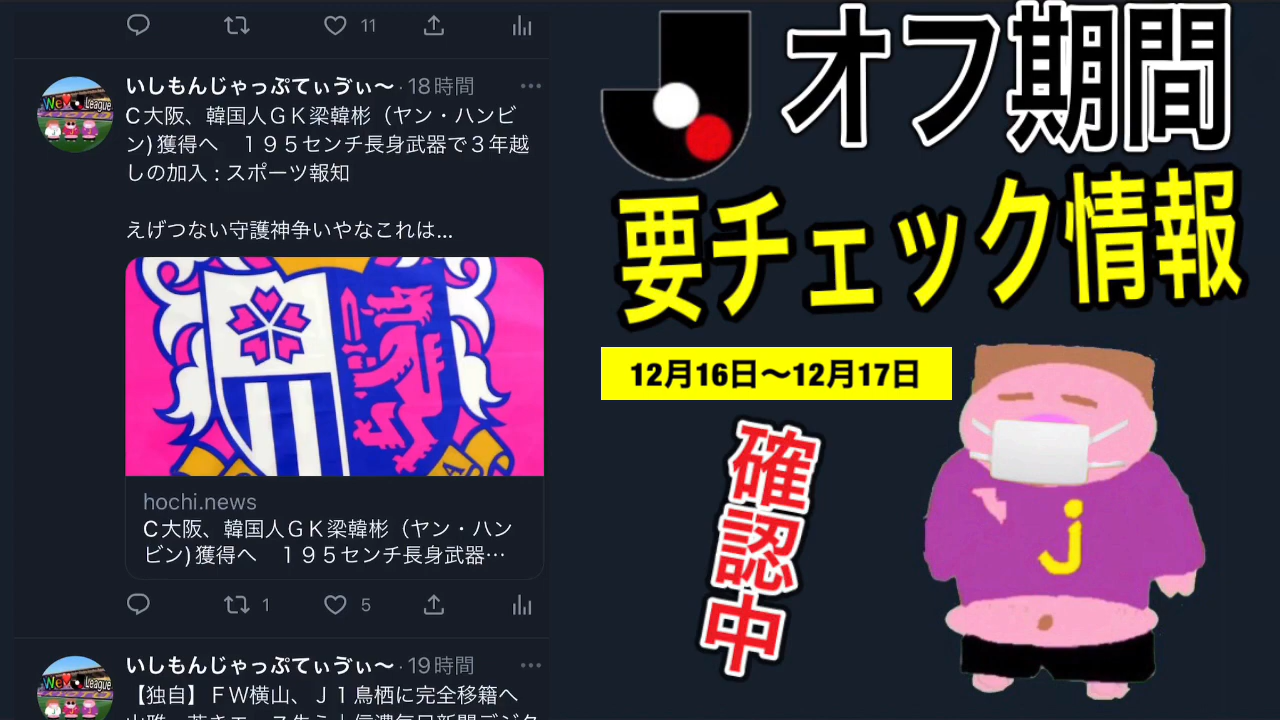 11
いしもんじゃっぷてぃゔぃ〜·18時間
C大阪、韓国人GK梁韓彬（ヤン・ハンビ
ン)獲得へ　１９５センチ長身武器で３年越
しの加入 : スポーツ報知
えげつない守護神争いやなこれは...
hochi.news
C大阪、韓国人GK梁韓彬（ヤン・ハン
ビン)獲得へ　１９５センチ長身武器…
1
5
いしもんじゃっぷてぃゔぃ〜·19時間
【独自】ＦＷ横山、Ｊ１鳥栖に完全移籍へ
オフ期間
要チェック情報
12月16日〜12月17日
確認中
j